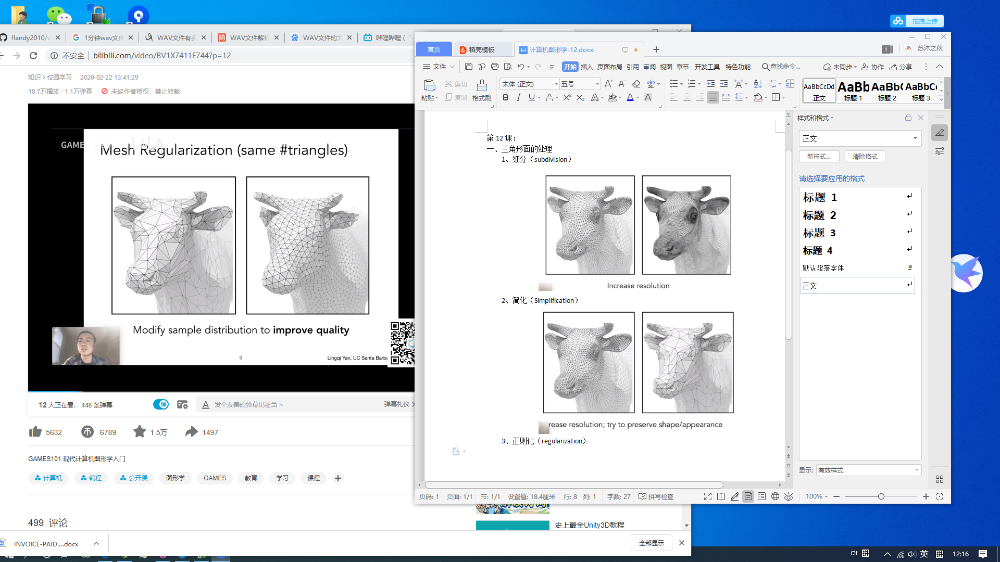 flandy2010/
1分钟wav文件
WAV文件有多
WAV文件解析
WAV文件的大
哔哩哔哩 (
不安全
bilibili.com/video/BV1X7411F744?p=12
知识 校园学习 2020-02-22 13:41:29
18.7万播放 · 1.1万弹幕 未经作者授权，禁止转载
GAME
Mesh Regularization (same #triangles)
Modify sample distribution to improve quality
9
Lingqi Yan, UC Santa Barba
12 人正在看， 448 条弹幕
弹
发个友善的弹幕见证当下
弹幕礼仪
5632
6789
1.5万
1497
GAMES101 现代计算机图形学入门
计算机
编程
公开课
图形学
GAMES
教育
学习
课程
499 评论
INVOICE-PAID....docx
史上最全Unity3D教程
全部显示
拖拽上传
首页
稻壳模板
计算机图形学-12.docx
1
苏沐之秋
文件
开始 插入 页面布局 引用 审阅 视图 章节 开发工具 特色功能
查找命令...
未同步
协作
分享
粘贴
剪切
复制
格式刷
宋体 (正文)
五号
AaBbCcDd
正文
AaBb
标题 1
AaBb(
标题 2
AaBbC
标题 3
第 12 课：
一、三角形面的处理
1、细分（subdivision）
Increase resolution
2、简化（Simplification）
rease resolution; try to preserve shape/appearance
3、正则化（regularization）
样式和格式
正文
新样式...
清除格式
请选择要应用的格式
标题 1
标题 2
标题 3
标题 4
默认段落字体
a
正文
显示: 有效样式
页码: 1 页面: 1/1 节: 1/1 设置值: 18.4厘米 行: 8 列: 1 字数: 27 拼写检查
100%
CH 拼
英 拼
12:16